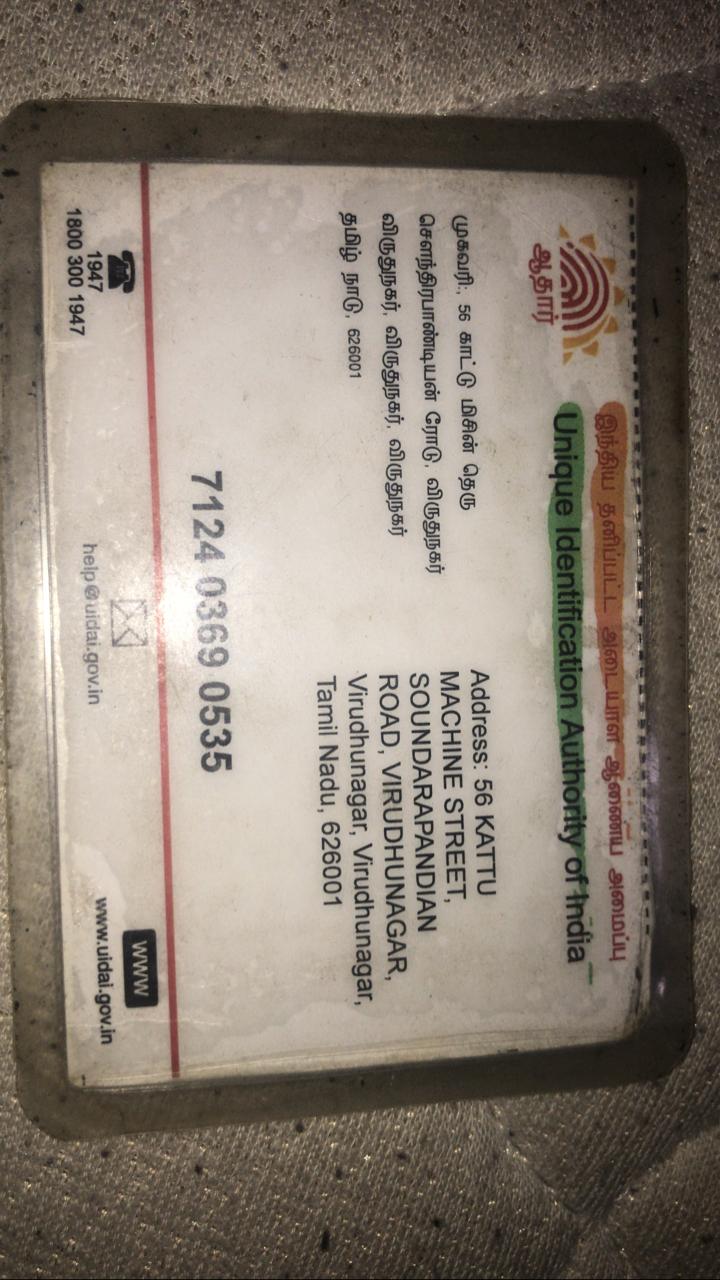 ஆதார்
இந்திய தனிப்பட்ட அடையாள ஆணைய அமைப்பு
Unique Identification Authority of India
முகவரி:, 56 காட்டு மிசின் தெரு
சௌந்திரபாண்டியன் ரோடு, விருதுநகர்
விருதுநகர், விருதுநகர், விருதுநகர்
தமிழ் நாடு, 626001
Address: 56 KATTU
MACHINE STREET,
SOUNDARAPANDIAN
ROAD, VIRUDHUNAGAR,
Virudhunagar, Virudhunagar,
Tamil Nadu, 626001
7124 0369 0535
1947
1800 300 1947
help@uidai.gov.in
WWW
www.uidai.gov.in